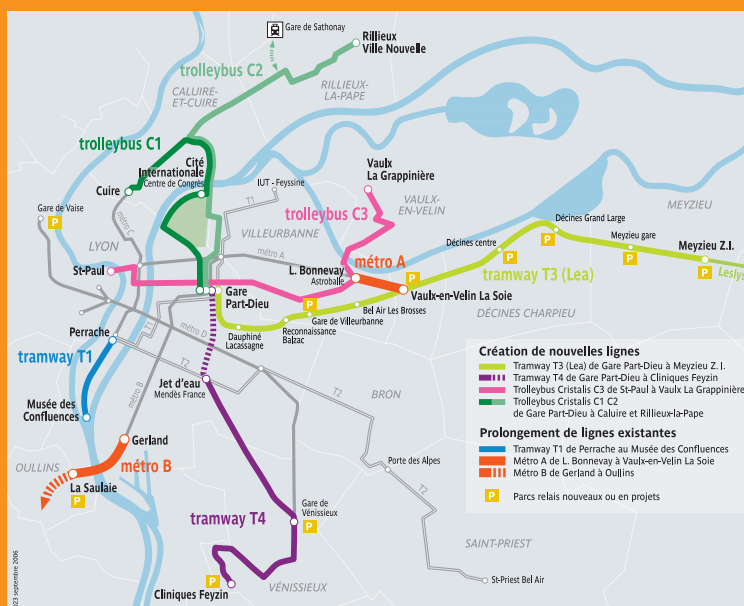 Gare de Sathonay
Rillieux
Ville Nouvelle
trolleybus C2
RILLIEUX-
LA-PAPE
CALUIRE-
ET-CUIRE
trolleybus C1
Cité
Internationale
Centre de Congrès
Cuire
IUT - Feyssine
T1
Vaulx
La Grappinière
Gare de Vaise
P
métro C
VILLEURBANNE
trolleybus C3
VAULX-
EN-VELIN
MEYZIEU
LYON
métro A
Décines Grand Large
Décines centre
P
P
Meyzieu gare
P
Meyzieu Z.I.
P
Leslys
St-Paul
métro A
L. Bonnevay
Astroballe
P
tramway T3 (Lea)
Gare
Part-Dieu
P
Vaulx-en-Velin La Soie
Bel Air Les Brosses
Gare de Villeurbanne
DÉCINES CHARPIEU
Reconnaissance
Balzac
Dauphiné
Lacassagne
Perrache
T1
métro D
T2
tramway T1
métro B
Jet d'eau
Mendès France
T2
BRON
Musée des
Confluences
Gerland
métro B
OULLINS
La Saulaie
P
Porte des Alpes
T2
tramway T4
Gare de
Vénissieux
P
SAINT-PRIEST
P
Cliniques Feyzin
VÉNISSIEUX
St-Priest Bel Air
Création de nouvelles lignes
Tramway T3 (Lea) de Gare Part-Dieu à Meyzieu Z. I.
Tramway T4 de Gare Part-Dieu à Cliniques Feyzin
Trolleybus Cristalis C3 de St-Paul à Vaulx La Grappinière
Trolleybus Cristalis C1 C2
de Gare Part-Dieu à Caluire et Rillieux-la-Pape
Prolongement de lignes existantes
Tramway T1 de Perrache au Musée des Confluences
Métro A de L. Bonnevay à Vaulx-en-Velin La Soie
Métro B de Gerland à Oullins
P Parcs relais nouveaux ou en projets
023 septembre 2006